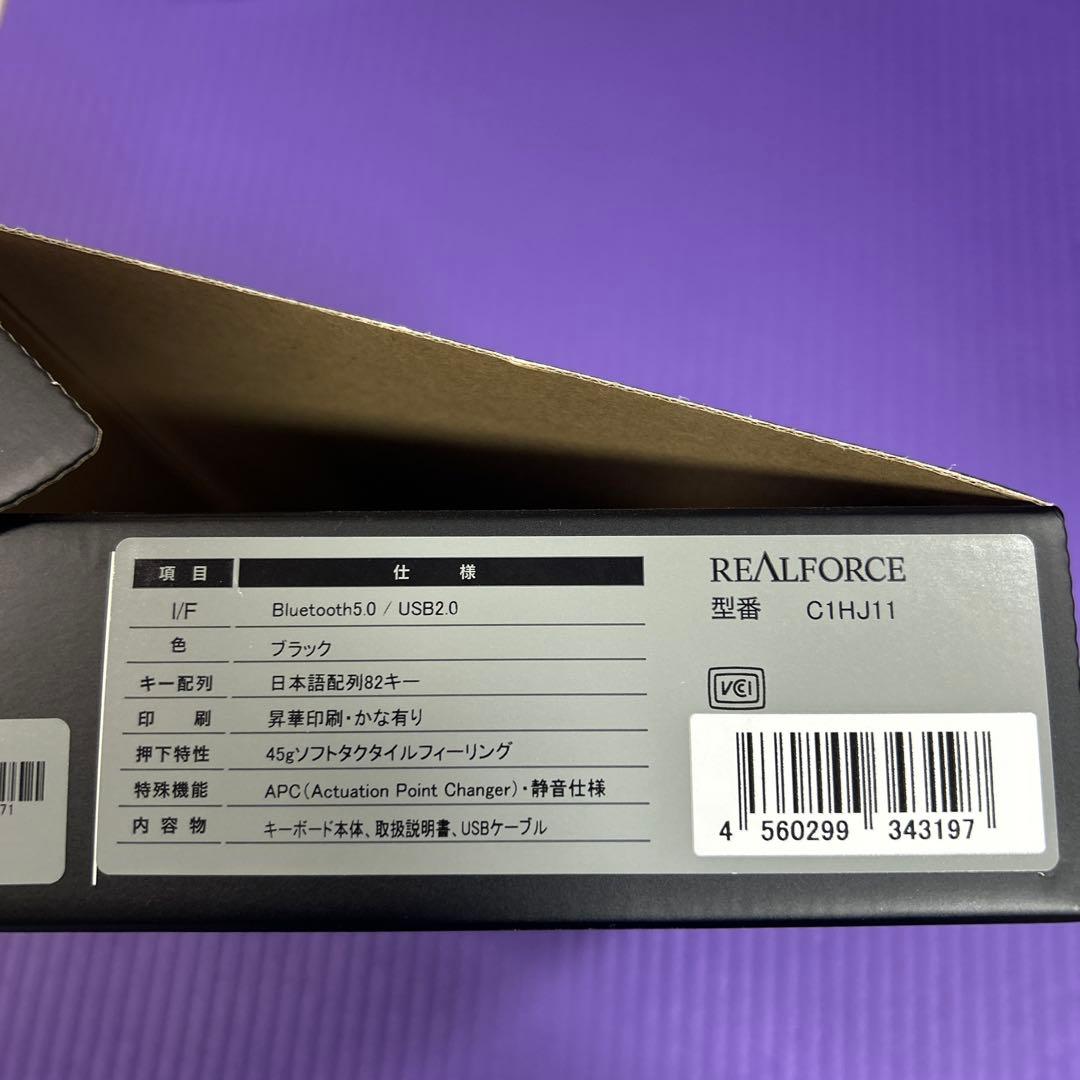 項目 仕様
I/F Bluetooth5.0 / USB2.0
色 ブラック
キー配列 日本語配列82キー
印刷 昇華印刷・かな有り
押下特性 45gソフトタクタイルフィーリング
特殊機能 APC(Actuation Point Changer)・静音仕様
内容物 キーボード本体、取扱説明書、USBケーブル
REALFORCE
型番 C1HJ11
VCCI
4 560299 343197
71